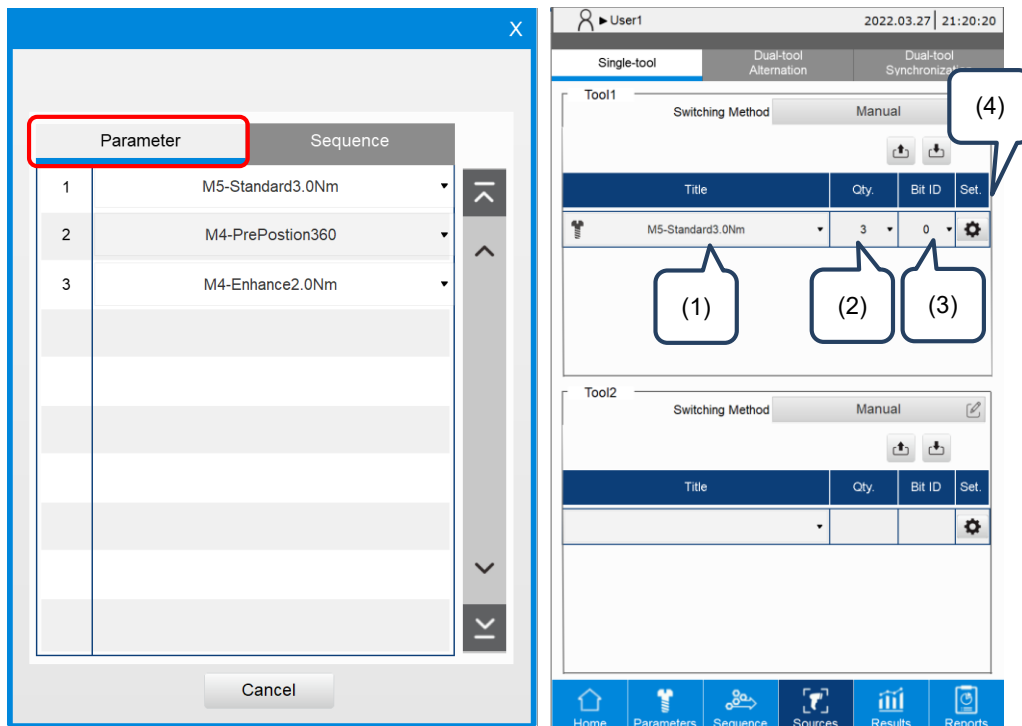 X
Parameter Sequence
1 M5-Standard3.0Nm
2 M4-PrePostion360
3 M4-Enhance2.0Nm
Cancel
User1 2022.03.27 21:20:20
Single-tool
Dual-tool
Alternation
Dual-tool
Tool1
Switching Method Manual
(4)
Title Qty. Bit ID Set.
M5-Standard3.0Nm 3 0
(1) (2) (3)
Tool2
Switching Method Manual
Title Qty. Bit ID Set.
Home Parameters Sequence Sources Results Reports